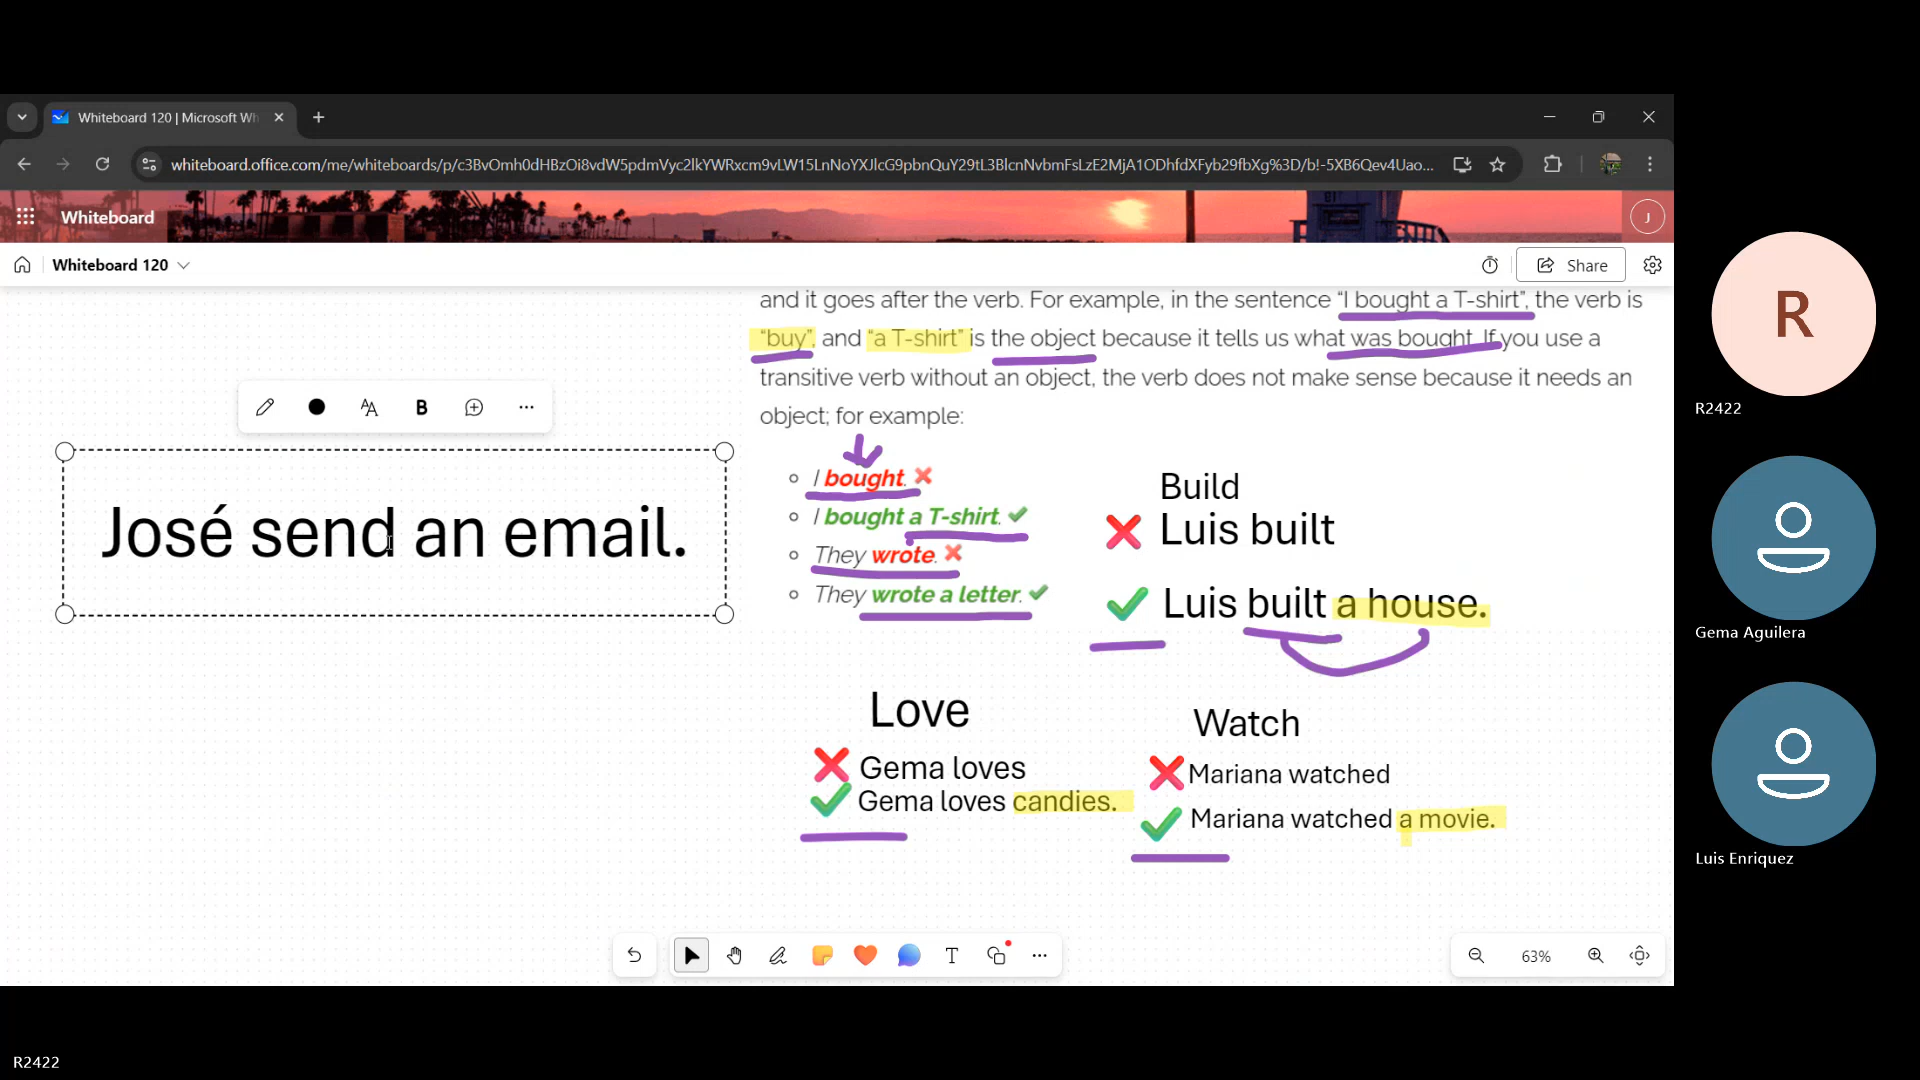 Whiteboard 120 | Microsoft Wh
whiteboard.office.com/me/whiteboards/p/c3BvOmh0dHBzOi8vdW5pdmVyc2lkYWRxcm9vLW15LnNoYXJlcG9pbnQuY29tL3BlcnNvbmFsLzE2MjA1ODhfdXFyb29fbXg%3D/b!-5XB6Qev4Uao...
Whiteboard
J
Whiteboard 120
Share
and it goes after the verb. For example, in the sentence “I bought a T-shirt”, the verb is
“buy”, and “a T-shirt” is the object because it tells us what was bought. If you use a
transitive verb without an object, the verb does not make sense because it needs an
object; for example:
B
José send an email.
I bought.
I bought a T-shirt.
They wrote.
They wrote a letter.
Build
Luis built
Luis built a house.
Love
Gema loves
Gema loves candies.
Watch
Mariana watched
Mariana watched a movie.
63%
R
R2422
Gema Aguilera
Luis Enriquez
R2422